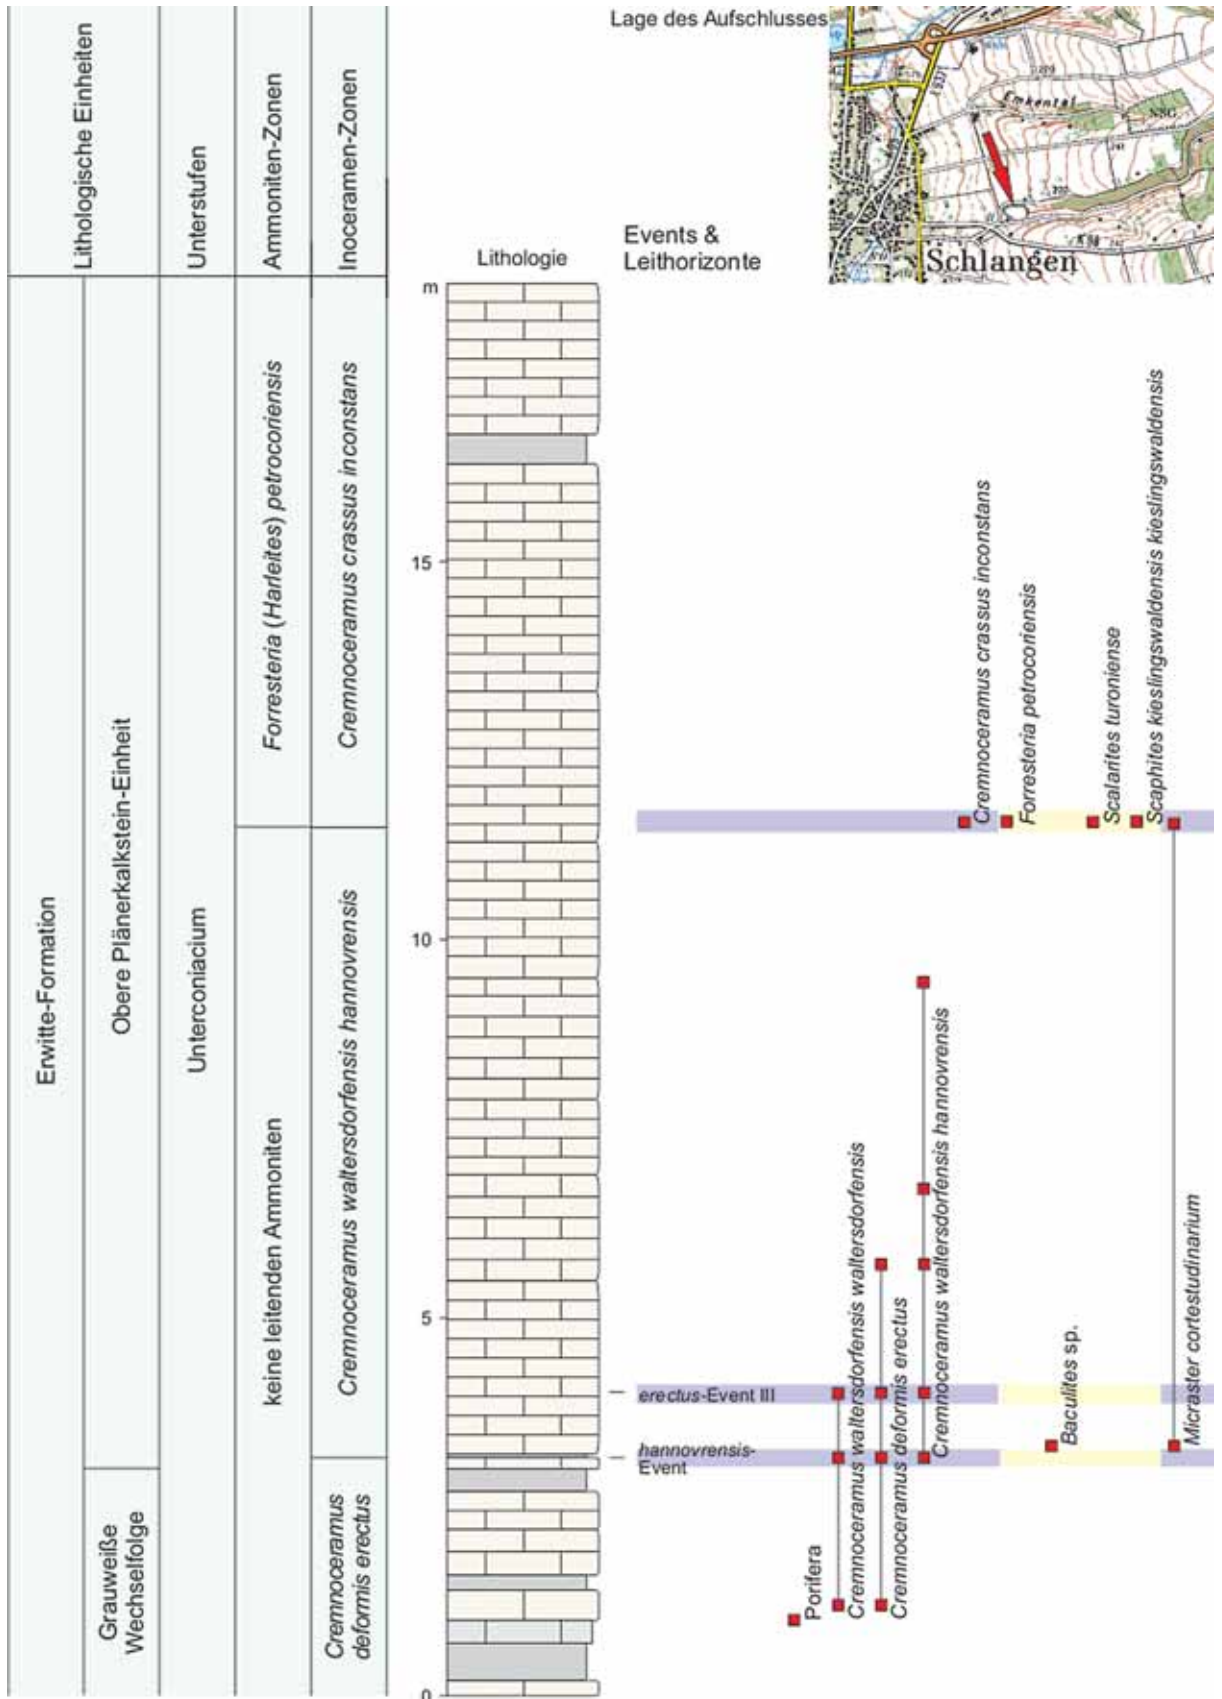 Lage des Aufschlusses
Emkental
NSG
K 98
Schlangen
Lithologische Einheiten
Unterstufen
Ammoniten-Zonen
Inoceramen-Zonen
Lithologie
Events &
Leithorizonte
m
15
10
5
0
Erwitte-Formation
Obere Plänerkalkstein-Einheit
Grauweiße
Wechselfolge
Unterconiacium
Forresteria (Harleites) petrocoriensis
keine leitenden Ammoniten
Cremnoceramus crassus inconstans
Cremnoceramus waltersdorfensis hannovrensis
Cremnoceramus
deformis erectus
erectus-Event III
hannovrensis-
Event
Porifera
Cremnoceramus waltersdorfensis waltersdorfensis
Cremnoceramus deformis erectus
Cremnoceramus waltersdorfensis hannovrensis
Cremnoceramus crassus inconstans
Forresteria petrocoriensis
Baculites sp.
Scalarites turoniense
Scaphites kieslingswaldensis kieslingswaldensis
Micraster cortestudinarium